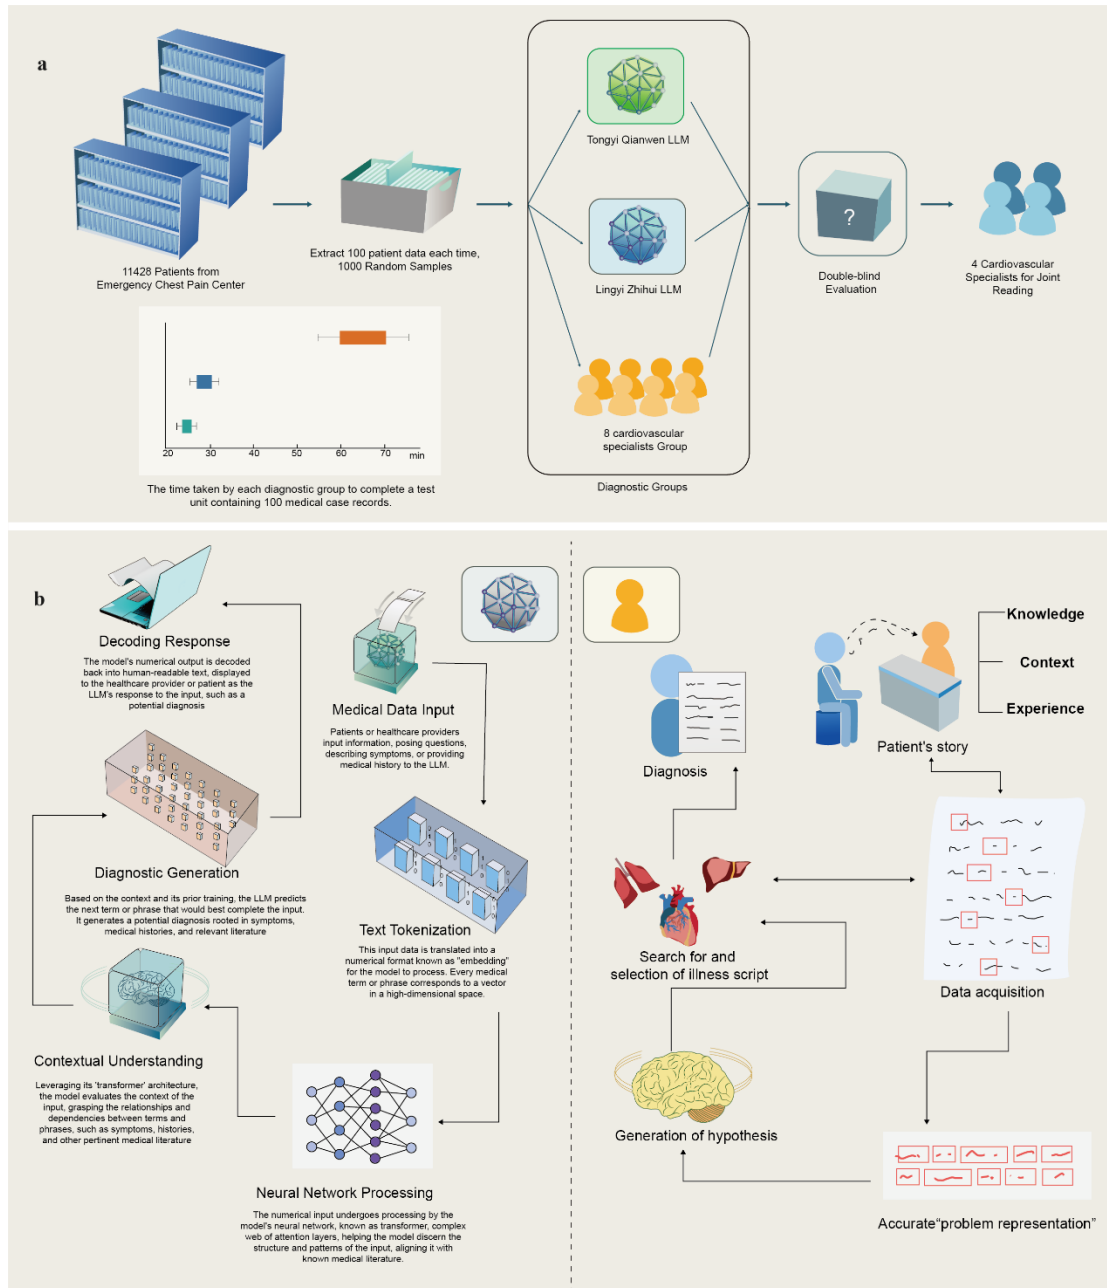 a
11428 Patients from
Emergency Chest Pain Center
Extract 100 patient data each time,
1000 Random Samples
Tongyi Qianwen LLM
Lingyi Zhihui LLM
8 cardiovascular
specialists Group
Diagnostic Groups
?
Double-blind
Evaluation
4 Cardiovascular
Specialists for Joint
Reading
20 30 40 50 60 70 min
The time taken by each diagnostic group to complete a test
unit containing 100 medical case records.
b
Decoding Response
The model's numerical output is decoded
back into human-readable text, displayed
to the healthcare provider or patient as the
LLM's response to the input, such as a
potential diagnosis
Medical Data Input
Patients or healthcare providers
input information, posing questions,
describing symptoms, or providing
medical history to the LLM.
Diagnostic Generation
Based on the context and its prior training, the LLM predicts
the next term or phrase that would best complete the input.
It generates a potential diagnosis rooted in symptoms,
medical histories, and relevant literature
Text Tokenization
This input data is translated into a
numerical format known as "embedding"
for the model to process. Every medical
term or phrase corresponds to a vector
in a high-dimensional space.
Contextual Understanding
Leveraging its 'transformer' architecture,
the model evaluates the context of the
input, grasping the relationships and
dependencies between terms and
phrases, such as symptoms, histories,
and other pertinent medical literature
Neural Network Processing
The numerical input undergoes processing by the
model's neural network, known as transformer, complex
web of attention layers, helping the model discern the
structure and patterns of the input, aligning it with
known medical literature.
Knowledge
Context
Experience
Patient's story
Diagnosis
Search for and
selection of illness script
Data acquisition
Generation of hypothesis
Accurate“problem representation”